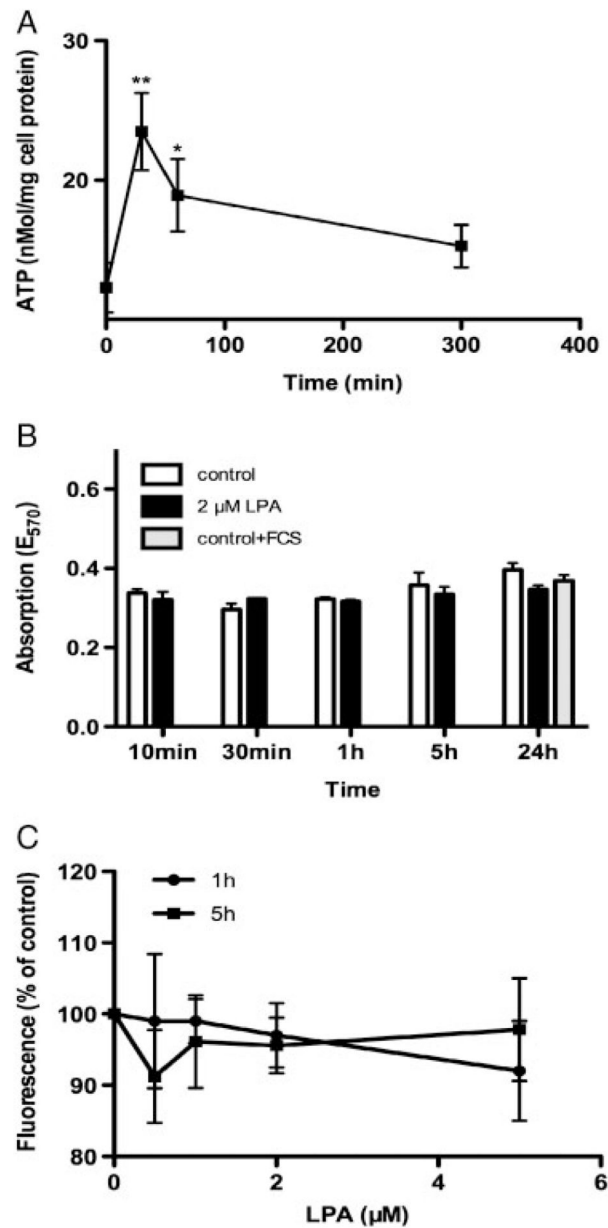 A
ATP (nMol/mg cell protein)
30
20
**
*
0 100 200 300 400
Time (min)
B
Absorption (E570)
0.6
0.4
0.2
0.0
control
2 µM LPA
control+FCS
10min 30min 1h 5h 24h
Time
C
Fluorescence (% of control)
120
110
100
90
80
1h
5h
0 2 4 6
LPA (µM)